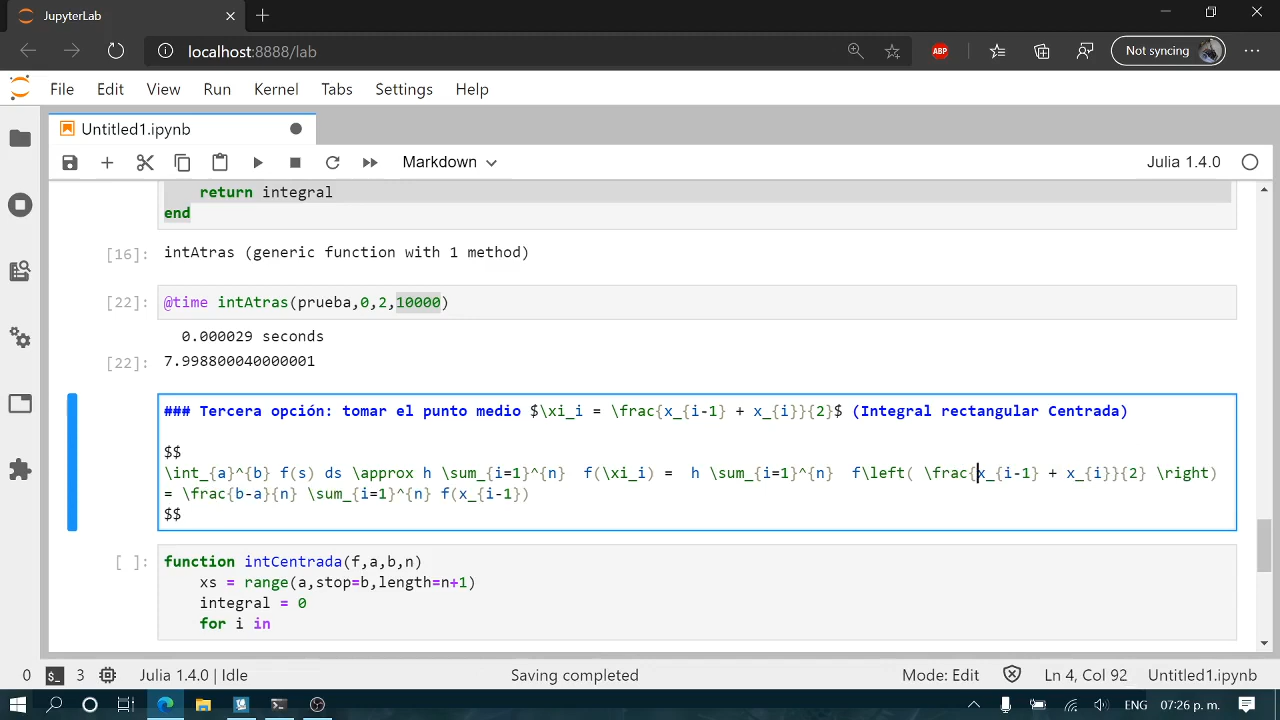 JupyterLab
localhost:8888/lab
ABP
Not syncing
File Edit View Run Kernel Tabs Settings Help
Untitled1.ipynb
Markdown
Julia 1.4.0
return integral
end
[16]: intAtras (generic function with 1 method)
[22]: @time intAtras(prueba,0,2,10000)
0.000029 seconds
[22]: 7.998800040000001
### Tercera opción: tomar el punto medio $\xi_i = \frac{x_{i-1} + x_{i}}{2}$ (Integral rectangular Centrada)
$$
\int_{a}^{b} f(s) ds \approx h \sum_{i=1}^{n}  f(\xi_i) =  h \sum_{i=1}^{n}  f\left( \frac{x_{i-1} + x_{i}}{2} \right)
= \frac{b-a}{n} \sum_{i=1}^{n} f(x_{i-1})
$$
[ ]: function intCentrada(f,a,b,n)
xs = range(a,stop=b,length=n+1)
integral = 0
for i in
0 $_ 3 Julia 1.4.0 | Idle Saving completed Mode: Edit Ln 4, Col 92 Untitled1.ipynb
ENG 07:26 p. m.